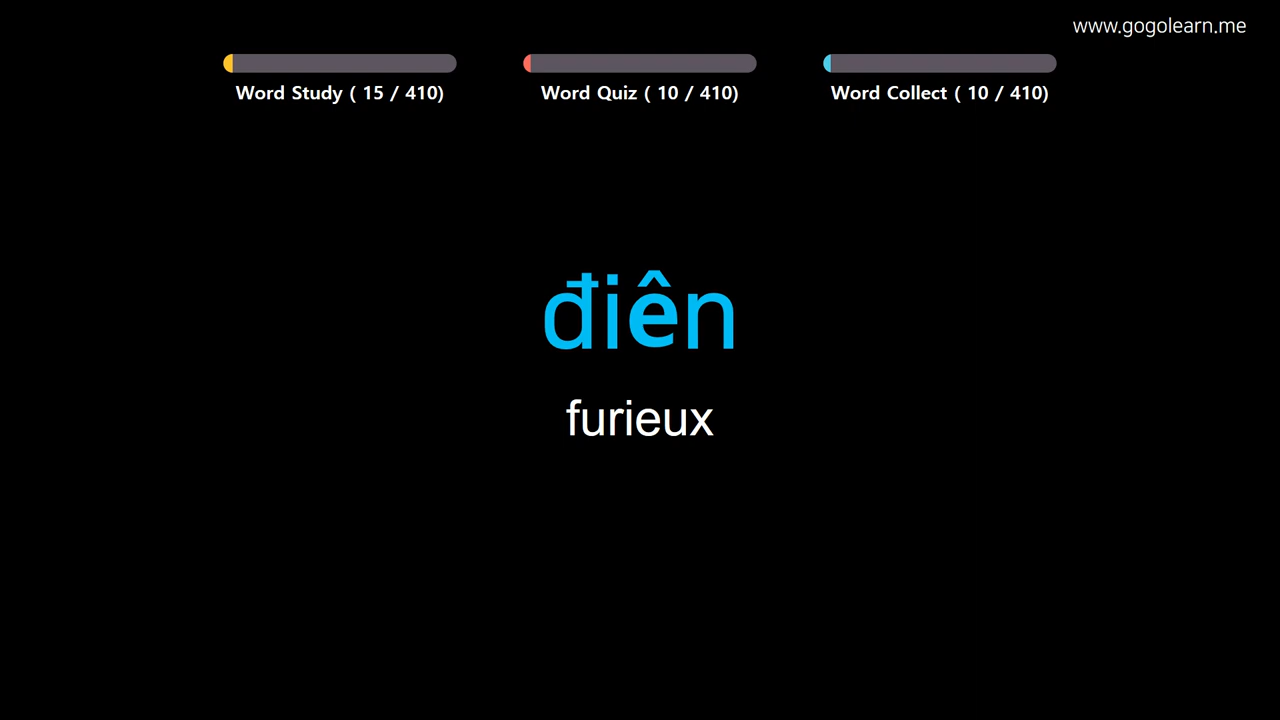 www.gogolearn.me
Word Study ( 15 / 410)
Word Quiz ( 10 / 410)
Word Collect ( 10 / 410)
điên
furieux